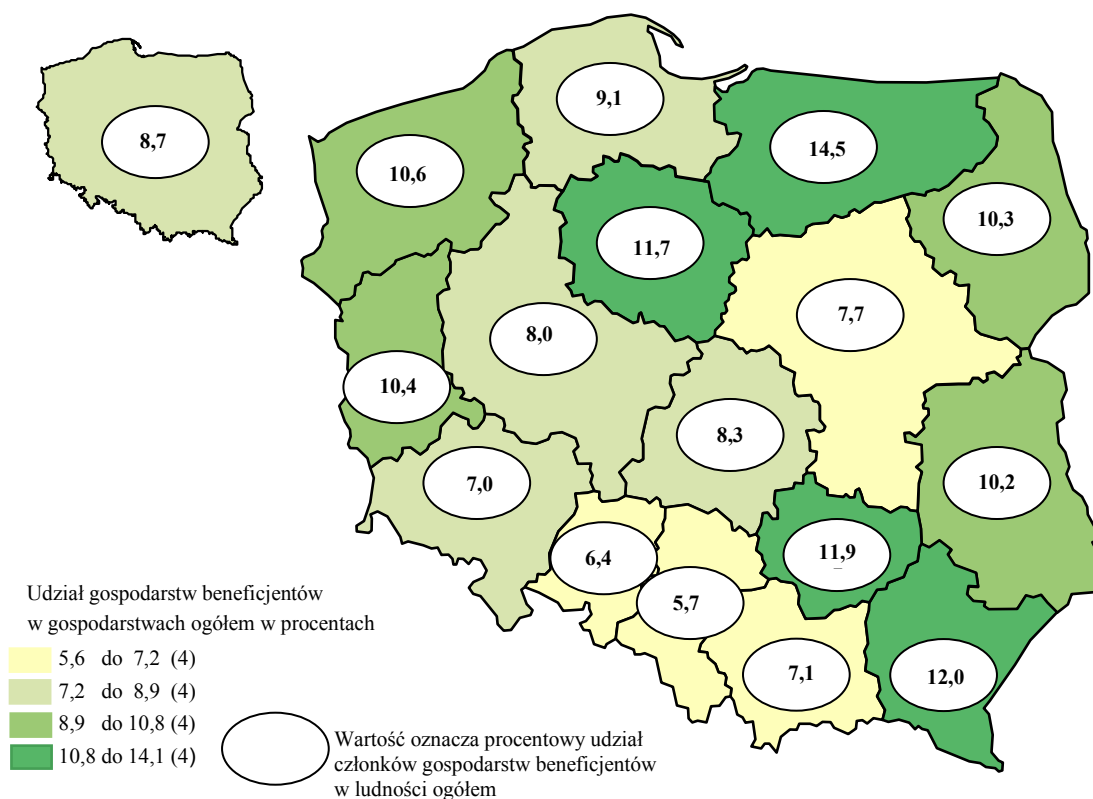 9,1
8,7
14,5
10,6
10,3
11,7
7,7
8,0
10,4
8,3
7,0
10,2
11,9
6,4
5,7
7,1
12,0
Udział gospodarstw beneficjentów
w gospodarstwach ogółem w procentach
5,6 do 7,2 (4)
7,2 do 8,9 (4)
8,9 do 10,8 (4)
10,8 do 14,1 (4)
Wartość oznacza procentowy udział
członków gospodarstw beneficjentów
w ludności ogółem